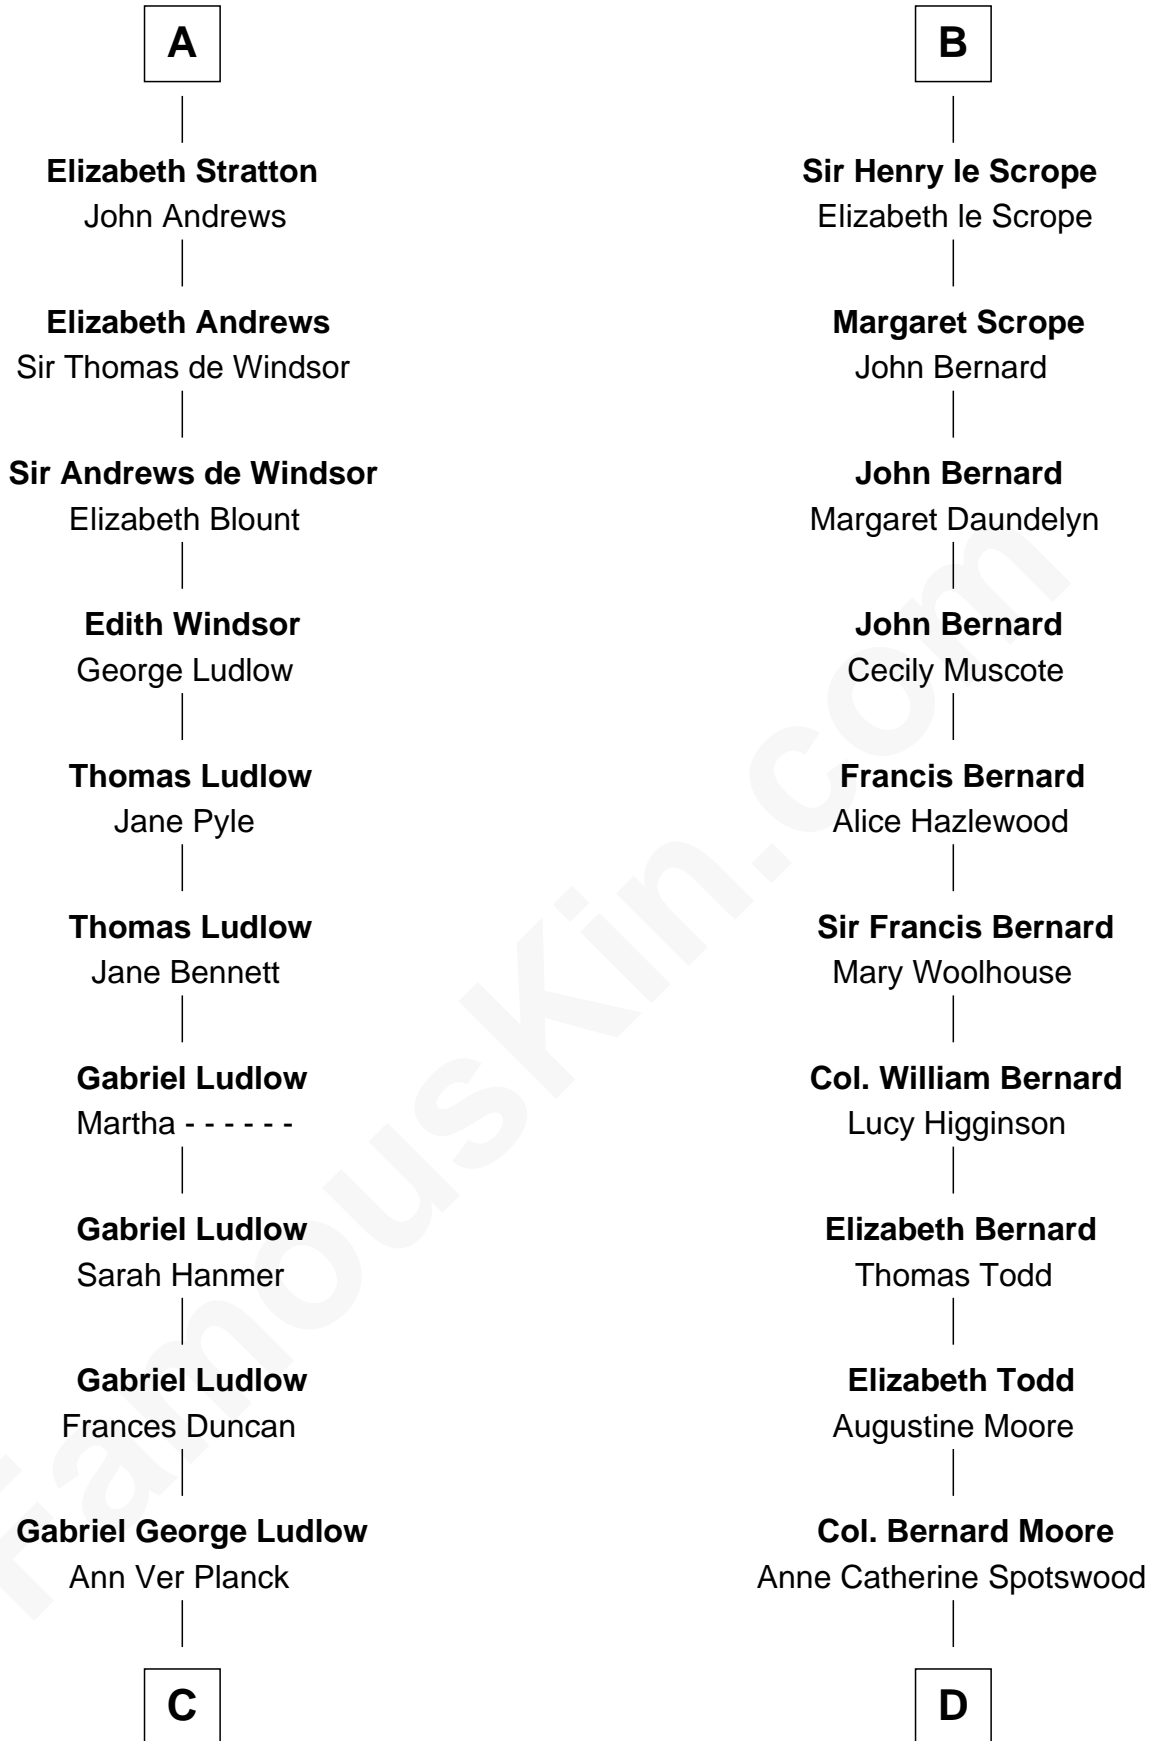 A
Elizabeth Stratton
John Andrews
Elizabeth Andrews
Sir Thomas de Windsor
Sir Andrews de Windsor
Elizabeth Blount
Edith Windsor
George Ludlow
Thomas Ludlow
Jane Pyle
Thomas Ludlow
Jane Bennett
Gabriel Ludlow
Martha - - - - - -
Gabriel Ludlow
Sarah Hanmer
Gabriel Ludlow
Frances Duncan
Gabriel George Ludlow
Ann Ver Planck
C
B
Sir Henry le Scrope
Elizabeth le Scrope
Margaret Scrope
John Bernard
John Bernard
Margaret Daundelyn
John Bernard
Cecily Muscote
Francis Bernard
Alice Hazlewood
Sir Francis Bernard
Mary Woolhouse
Col. William Bernard
Lucy Higginson
Elizabeth Bernard
Thomas Todd
Elizabeth Todd
Augustine Moore
Col. Bernard Moore
Anne Catherine Spotswood
D
FamousKin.com